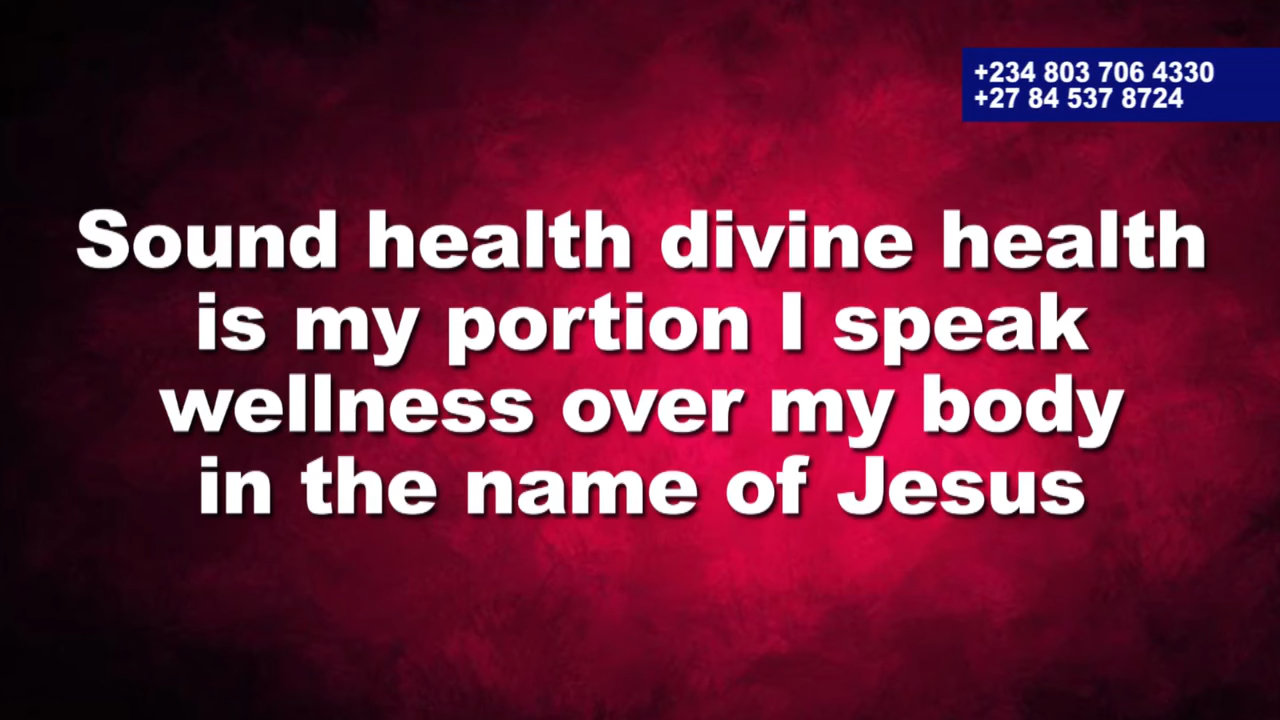 +234 803 706 4330
+27 84 537 8724
Sound health divine health
is my portion I speak
wellness over my body
in the name of Jesus